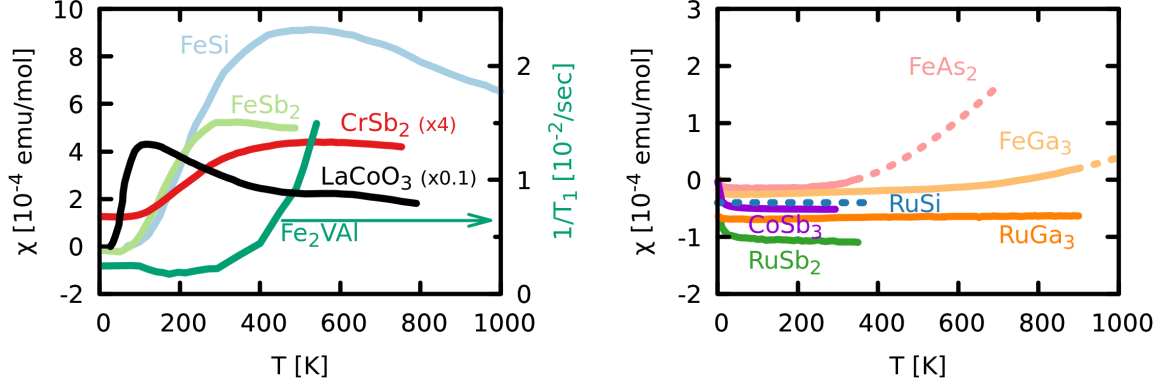 10
8
6
4
2
0
-2
χ [10⁻⁴ emu/mol]
FeSi
FeSb₂
CrSb₂ (x4)
LaCoO₃ (x0.1)
Fe₂VAl
2
1
0
1/T₁ [10⁻²/sec]
0 200 400 600 800 1000
T [K]
3
2
1
0
-1
-2
χ [10⁻⁴ emu/mol]
FeAs₂
FeGa₃
RuSi
CoSb₃
RuGa₃
RuSb₂
0 200 400 600 800 1000
T [K]